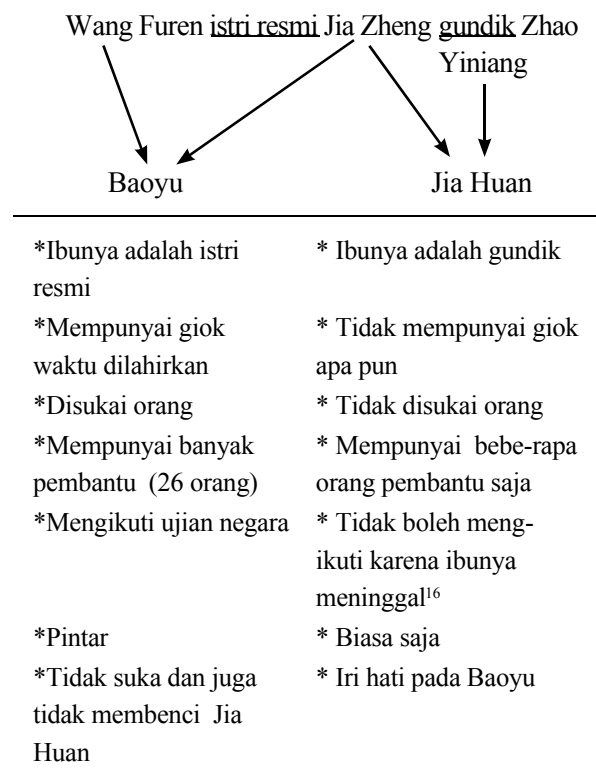 Wang Furen istri resmi Jia Zheng gundik Zhao
Yiniang
Baoyu Jia Huan
*Ibunya adalah istri * Ibunya adalah gundik
resmi
*Mempunyai giok * Tidak mempunyai giok
waktu dilahirkan apa pun
*Disukai orang * Tidak disukai orang
*Mempunyai banyak * Mempunyai bebe-rapa
pembantu (26 orang) orang pembantu saja
*Mengikuti ujian negara * Tidak boleh meng-
ikuti karena ibunya
meninggal¹⁶
*Pintar * Biasa saja
*Tidak suka dan juga * Iri hati pada Baoyu
tidak membenci Jia
Huan